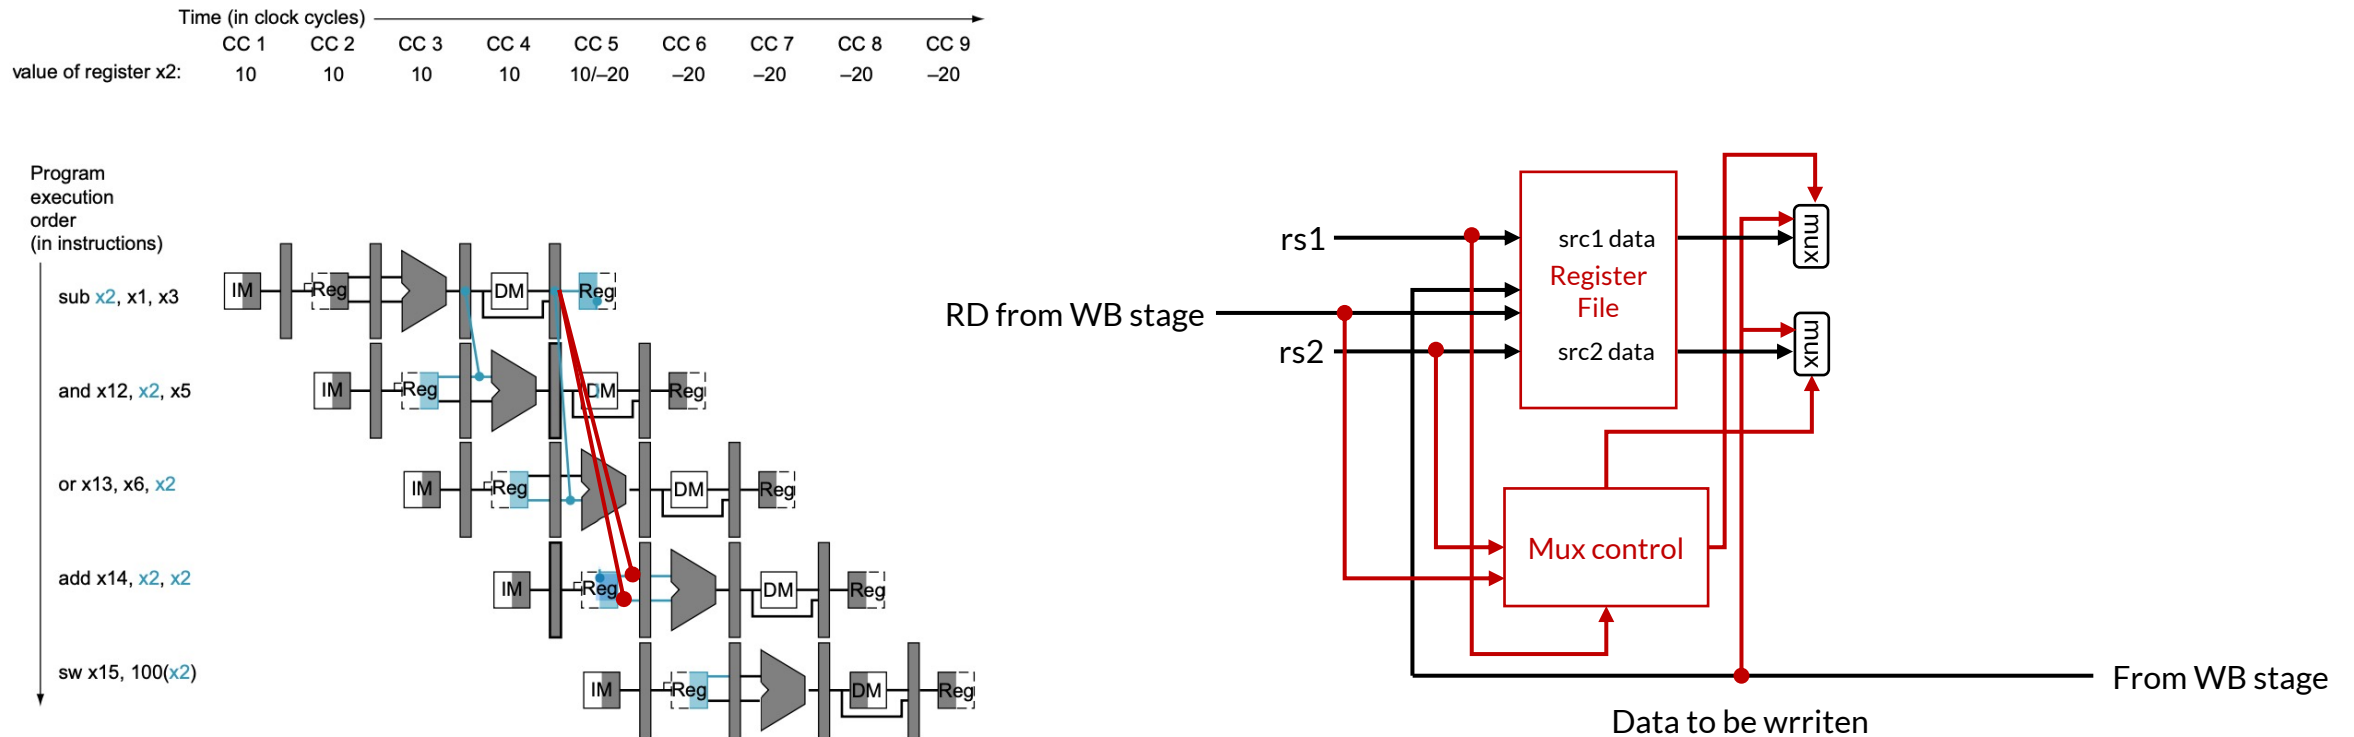 Time (in clock cycles)
CC 1 CC 2 CC 3 CC 4 CC 5 CC 6 CC 7 CC 8 CC 9
value of register x2: 10 10 10 10 10/–20 –20 –20 –20 –20
Program
execution
order
(in instructions)
sub x2, x1, x3
IM Reg DM Reg
and x12, x2, x5
IM Reg DM Reg
or x13, x6, x2
IM Reg DM Reg
add x14, x2, x2
IM Reg DM Reg
sw x15, 100(x2)
IM Reg DM Reg
rs1
RD from WB stage
rs2
src1 data
Register
File
src2 data
mux
mux
Mux control
From WB stage
Data to be wrriten